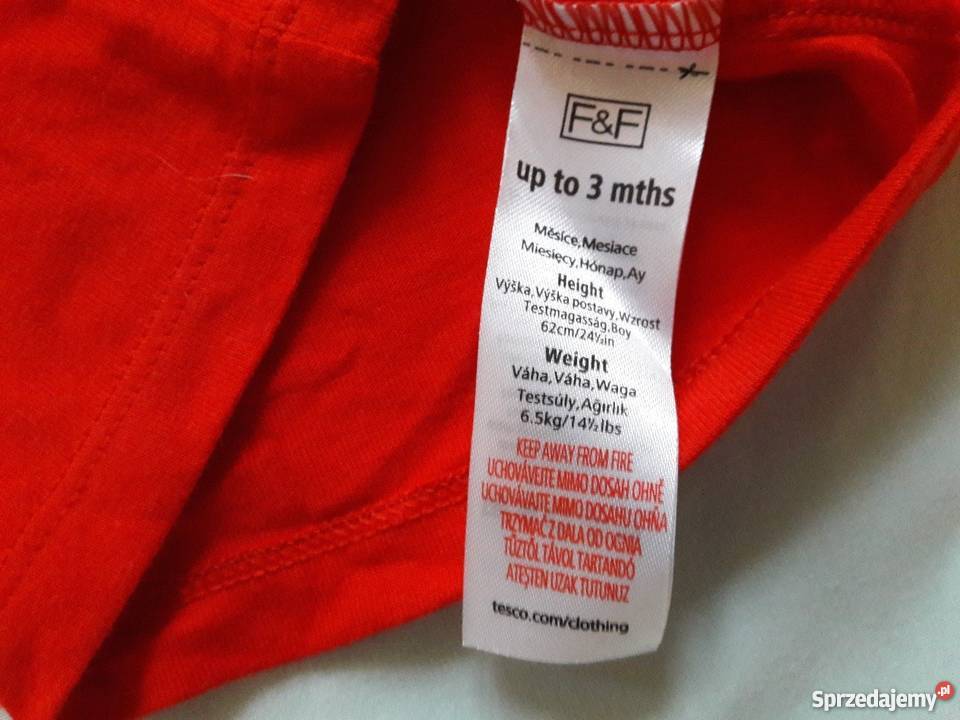 F&F
up to 3 mths
Měsíce,Mesiace
Miesięcy,Hónap,Ay
Height
Výška,Výška postavy,Wzrost
Testmagasság,Boy
62cm/24½in
Weight
Váha,Váha,Waga
Testsúly,Ağırlık
6.5kg/14½lbs
KEEP AWAY FROM FIRE
UCHOVÁVEJTE MIMO DOSAH OHNĚ
UCHOVÁVAJTE MIMO DOSAHU OHŇA
TRZYMAĆ Z DALA OD OGNIA
TŰZTŐL TÁVOL TARTANDÓ
ATEŞTEN UZAK TUTUNUZ
tesco.com/clothing
Sprzedajemy.pl